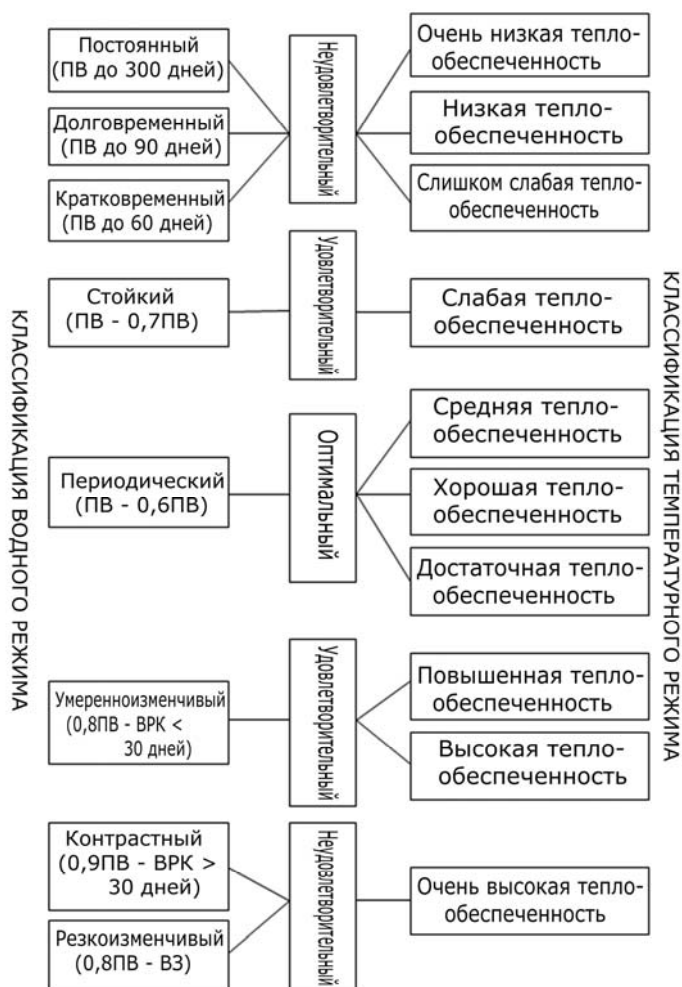 КЛАССИФИКАЦИЯ ВОДНОГО РЕЖИМА
Постоянный
(ПВ до 300 дней)
Долговременный
(ПВ до 90 дней)
Кратковременный
(ПВ до 60 дней)
Неудовлетворительный
Очень низкая тепло-
обеспеченность
Низкая тепло-
обеспеченность
Слишком слабая тепло-
обеспеченность
Стойкий
(ПВ - 0,7ПВ)
Удовлетворительный
Слабая тепло-
обеспеченность
Периодический
(ПВ - 0,6ПВ)
Оптимальный
Средняя тепло-
обеспеченность
Хорошая тепло-
обеспеченность
Достаточная тепло-
обеспеченность
Умеренноизменчивый
(0,8ПВ - ВРК <
30 дней)
Удовлетворительный
Повышенная тепло-
обеспеченность
Высокая тепло-
обеспеченность
Контрастный
(0,9ПВ - ВРК >
30 дней)
Резкоизменчивый
(0,8ПВ - ВЗ)
Неудовлетворительный
Очень высокая тепло-
обеспеченность
КЛАССИФИКАЦИЯ ТЕМПЕРАТУРНОГО РЕЖИМА